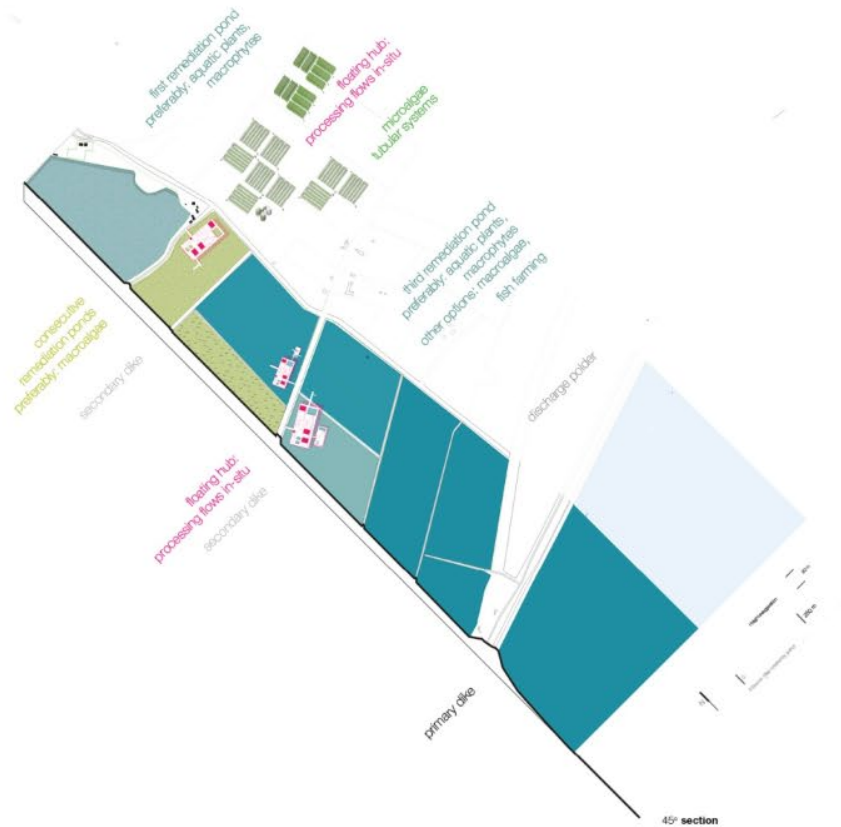 first remediation pond
preferably: aquatic plants,
macrophytes
floating hub:
processing flows in-situ
microalgae
tubular systems
third remediation pond
preferably: aquatic plants,
macrophytes
other options: macroalgae,
fish farming
consecutive
remediation ponds
preferably: macroalgae
secondary dike
discharge polder
floating hub:
processing flows in-situ
secondary dike
primary dike
45º section